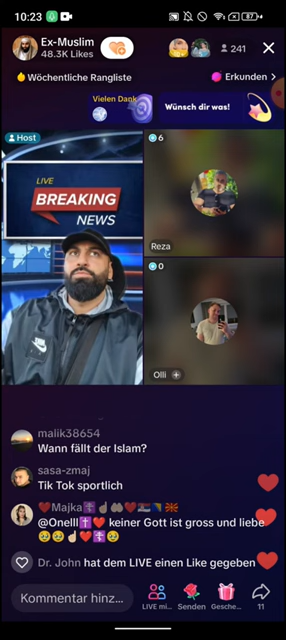 10:23
87
Ex-Muslim
48.3K Likes
241
Wöchentliche Rangliste
Erkunden
Vielen Dank
Wünsch dir was!
Host
6
LIVE
BREAKING
NEWS
Reza
0
Olli
malik38654
Wann fällt der Islam?
sasa-zmaj
Tik Tok sportlich
❤️Majka✝️☝🏻🤲🏻❤️🇷🇸🇧🇦🇲🇰
@Onelll✝️❤️ keiner Gott ist gross und liebe
🥹🥹☝🏻❤️✝️🥹
Dr. John hat dem LIVE einen Like gegeben
Kommentar hinz...
LIVE mi... Senden Gesche... 11